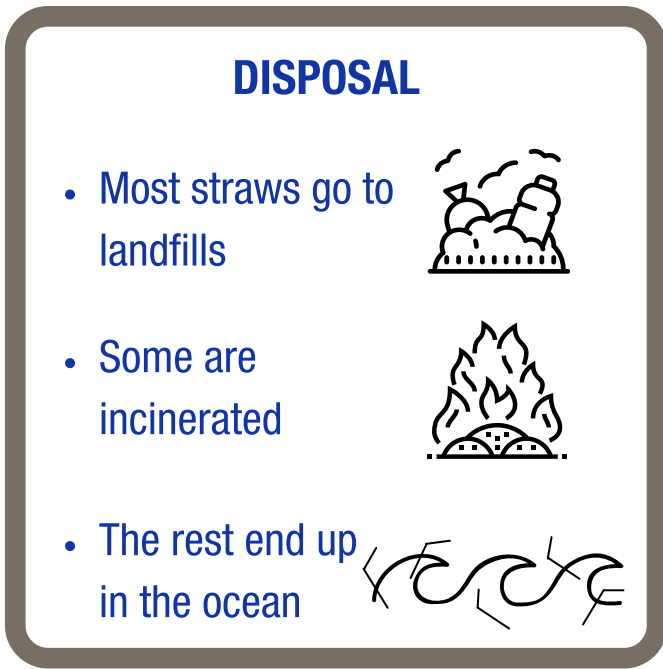 DISPOSAL
• Most straws go to
landfills
• Some are
incinerated
• The rest end up
in the ocean